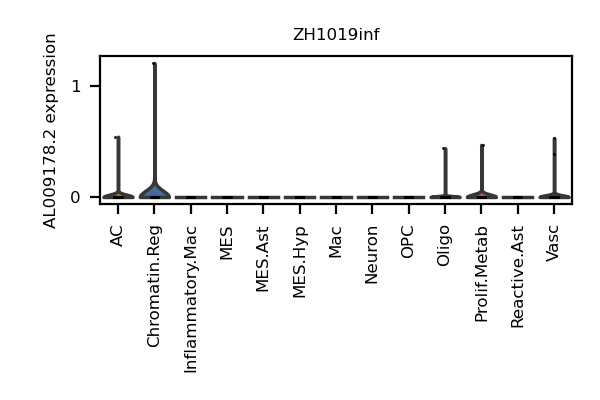 ZH1019inf
AL009178.2 expression
1
0
AC
Chromatin.Reg
Inflammatory.Mac
MES
MES.Ast
MES.Hyp
Mac
Neuron
OPC
Oligo
Prolif.Metab
Reactive.Ast
Vasc